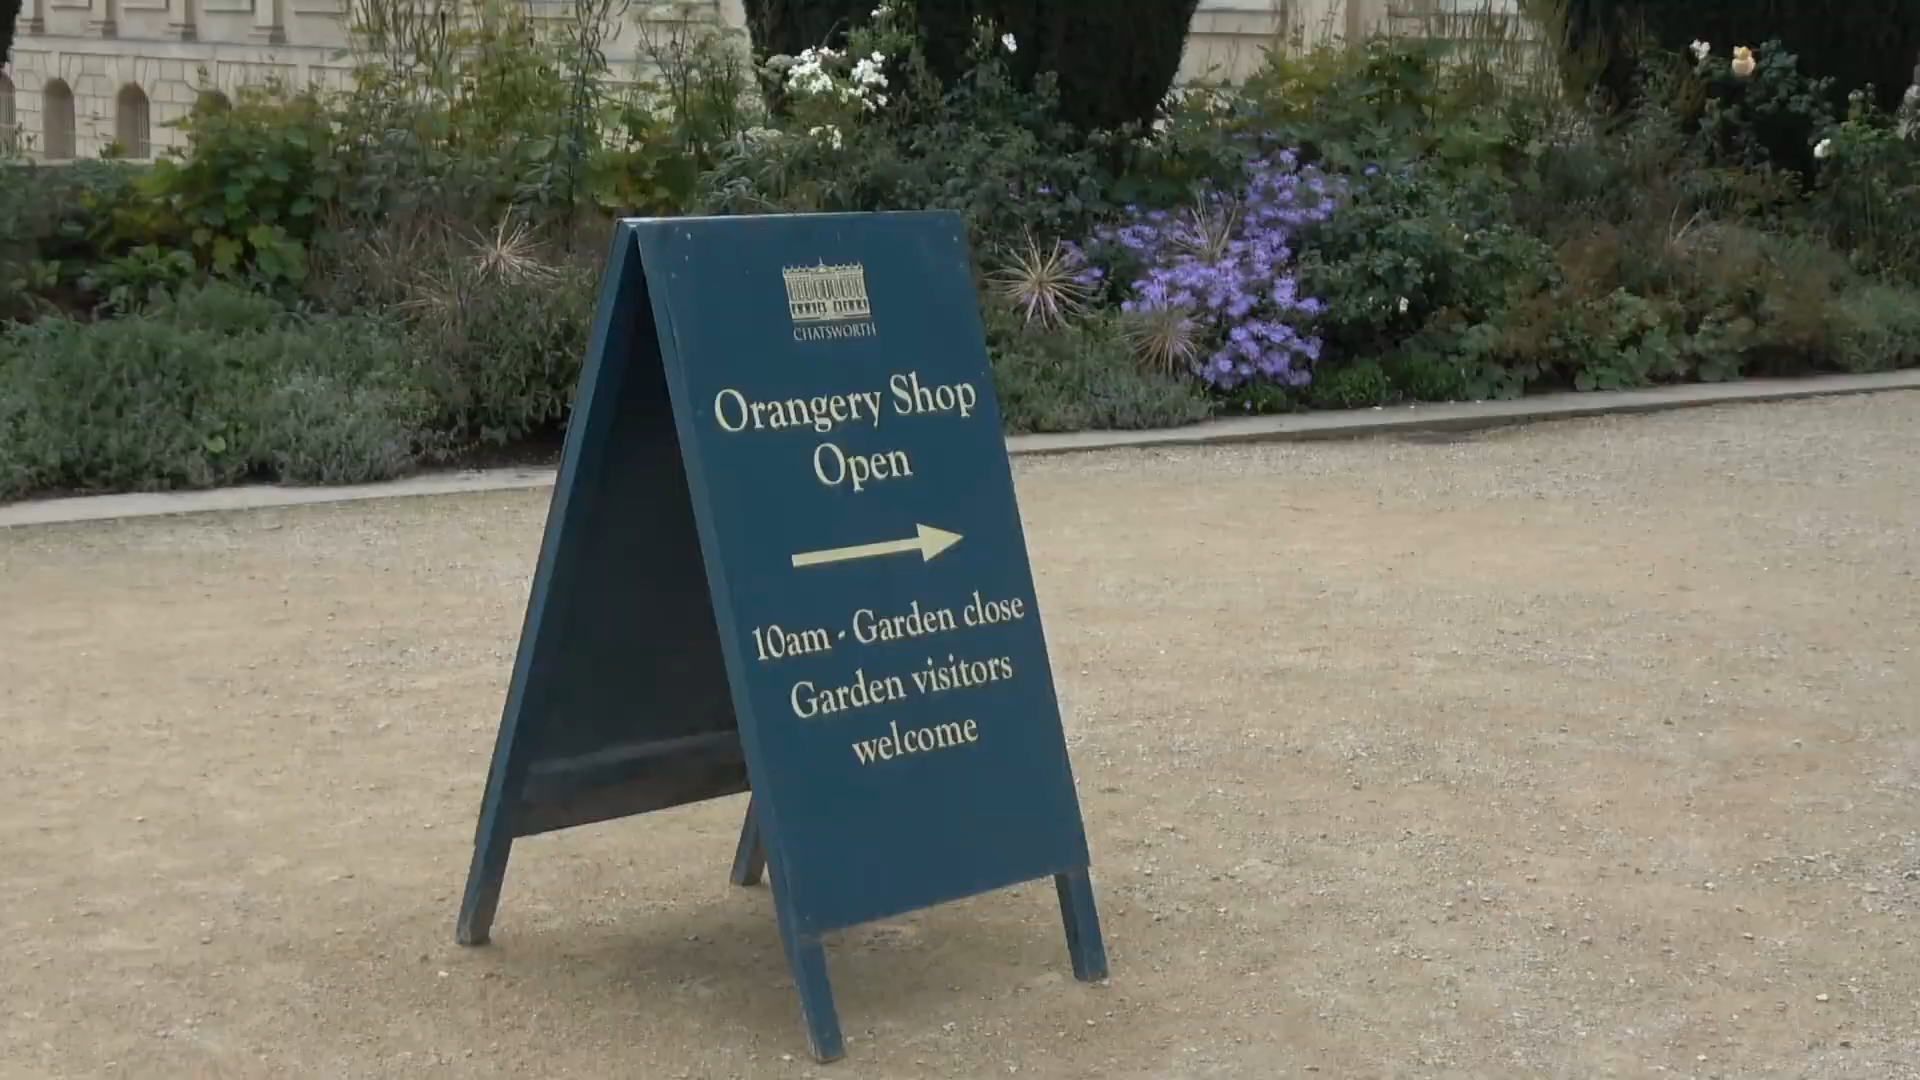 CHATSWORTH
Orangery Shop
Open
10am - Garden close
Garden visitors
welcome